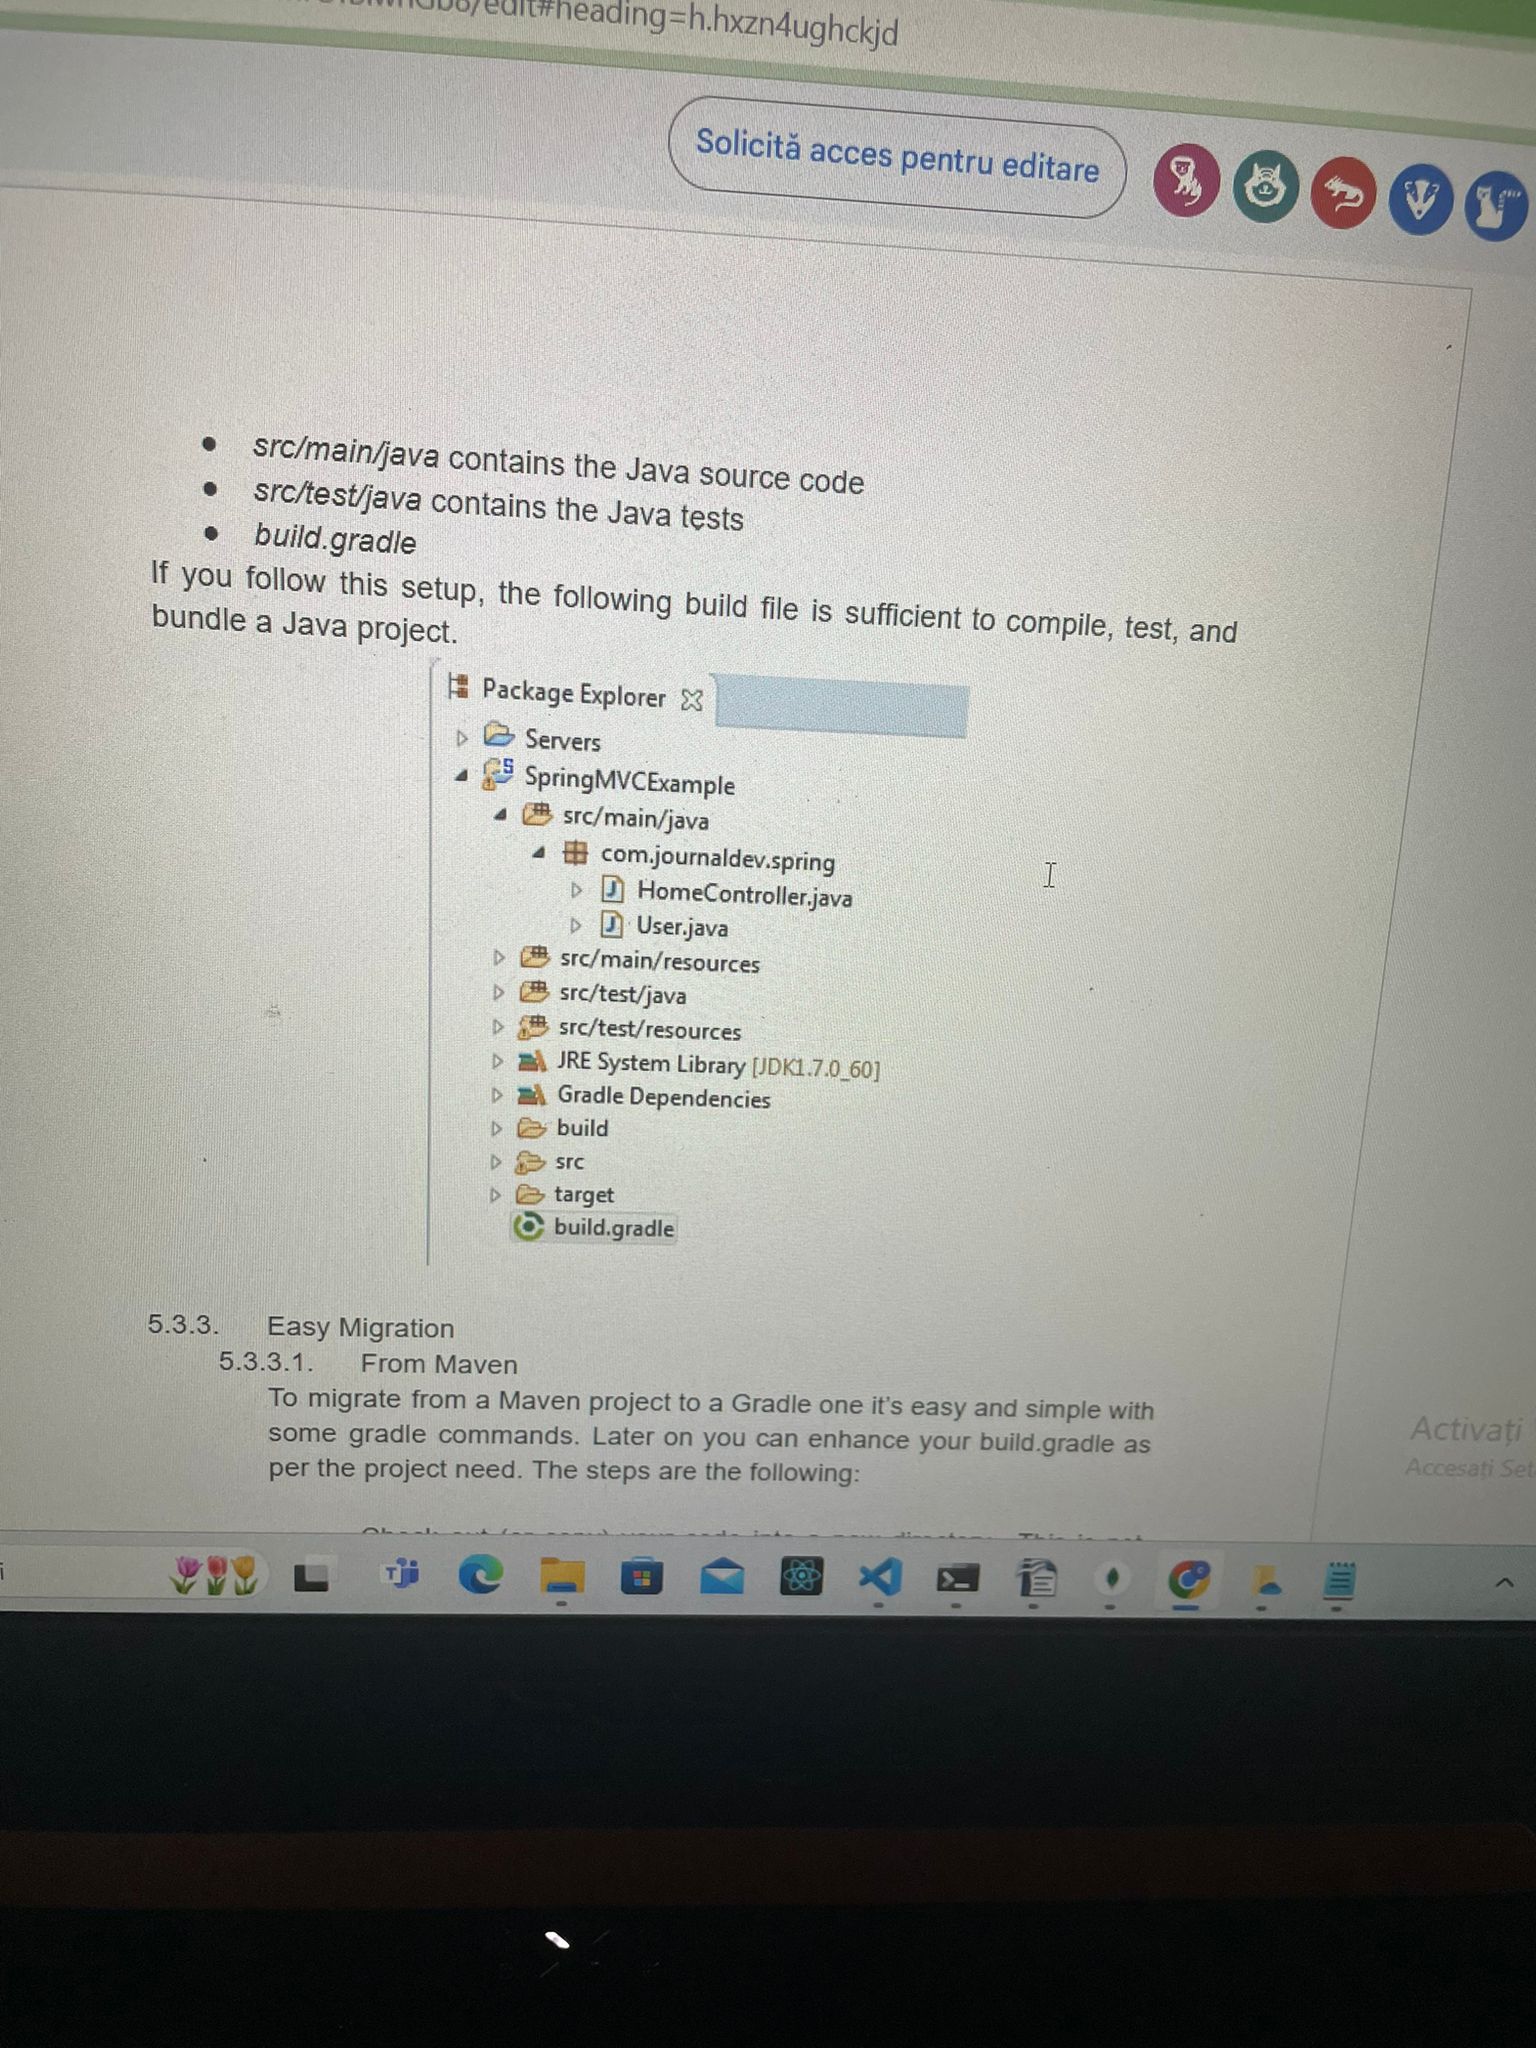 /edit#heading=h.hxzn4ughckjd
Solicită acces pentru editare
• src/main/java contains the Java source code
• src/test/java contains the Java tests
• build.gradle
If you follow this setup, the following build file is sufficient to compile, test, and
bundle a Java project.
Package Explorer
Servers
SpringMVCExample
src/main/java
com.journaldev.spring
HomeController.java
User.java
src/main/resources
src/test/java
src/test/resources
JRE System Library [JDK1.7.0_60]
Gradle Dependencies
build
src
target
build.gradle
5.3.3. Easy Migration
5.3.3.1. From Maven
To migrate from a Maven project to a Gradle one it's easy and simple with
some gradle commands. Later on you can enhance your build.gradle as
per the project need. The steps are the following:
Activați
Accesați Set